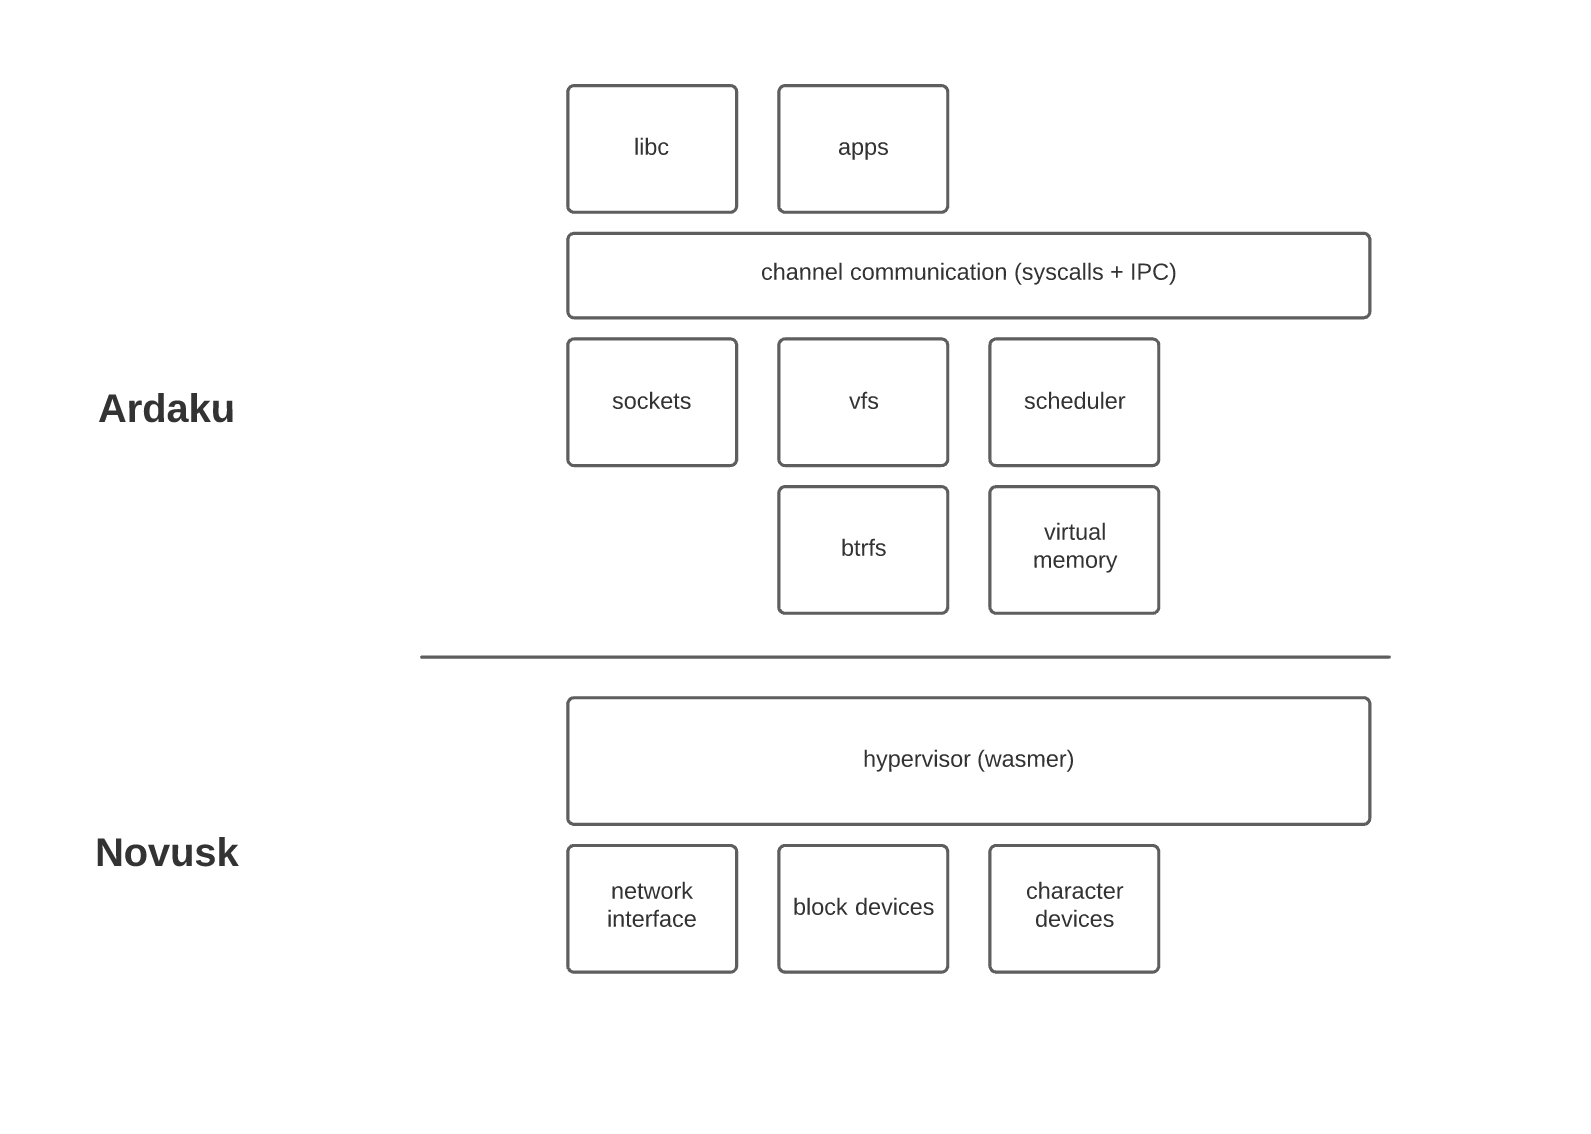 libc
apps
channel communication (syscalls + IPC)
Ardaku
sockets
vfs
scheduler
btrfs
virtual
memory
hypervisor (wasmer)
Novusk
network
interface
block devices
character
devices